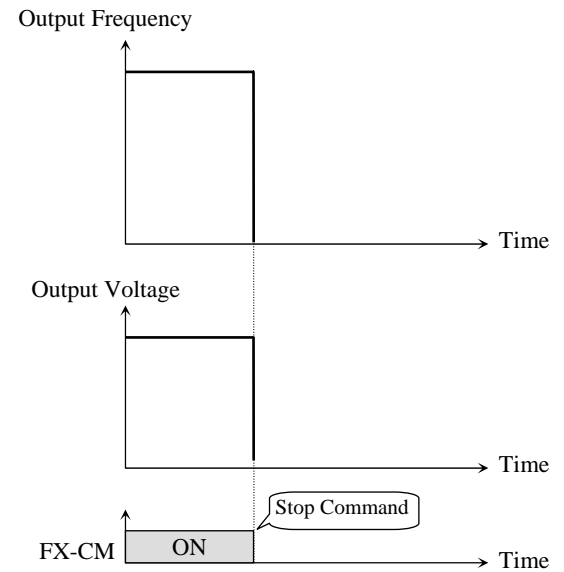 Output Frequency
Time
Output Voltage
Time
Stop Command
FX-CM
ON
Time